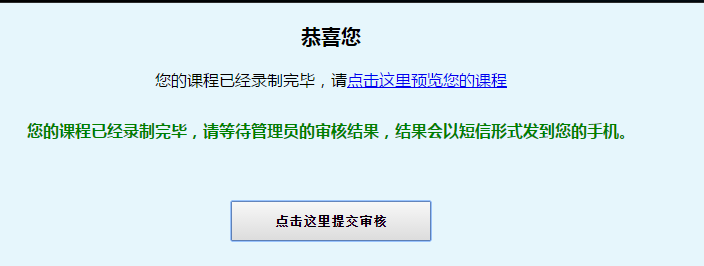 恭喜您
您的课程已经录制完毕，请点击这里预览您的课程
您的课程已经录制完毕，请等待管理员的审核结果，结果会以短信形式发到您的手机。
点击这里提交审核